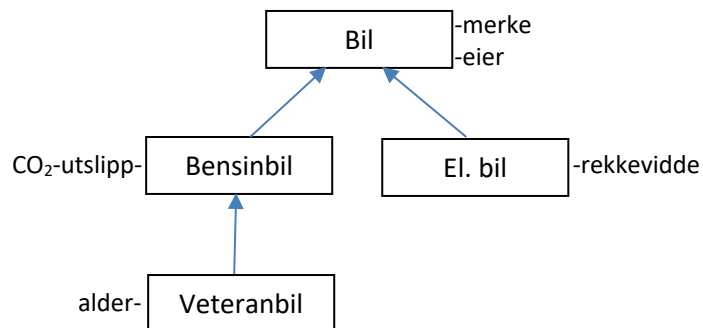 Bil
-merke
-eier
CO₂-utslipp-
Bensinbil
El. bil
-rekkevidde
alder-
Veteranbil